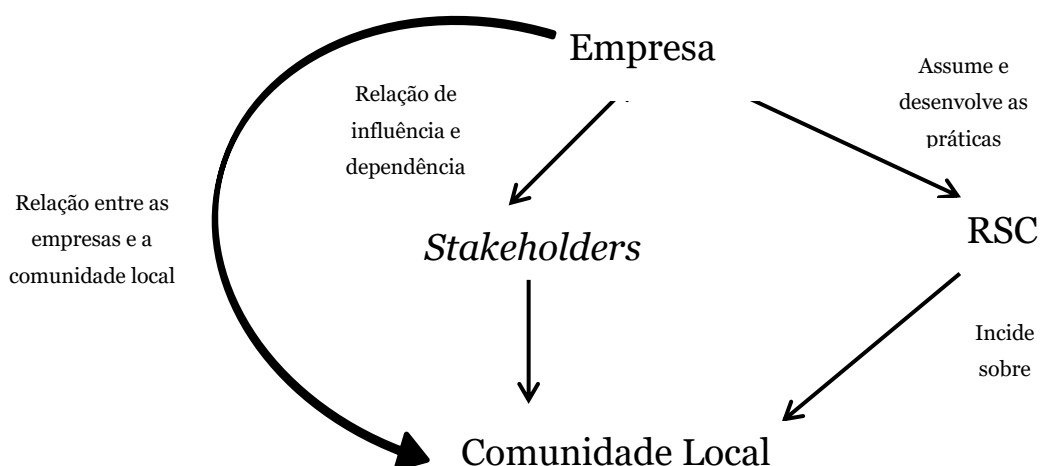 Empresa
Assume e
desenvolve as
práticas
Relação de
influência e
dependência
Relação entre as
empresas e a
comunidade local
Stakeholders
RSC
Incide
sobre
Comunidade Local